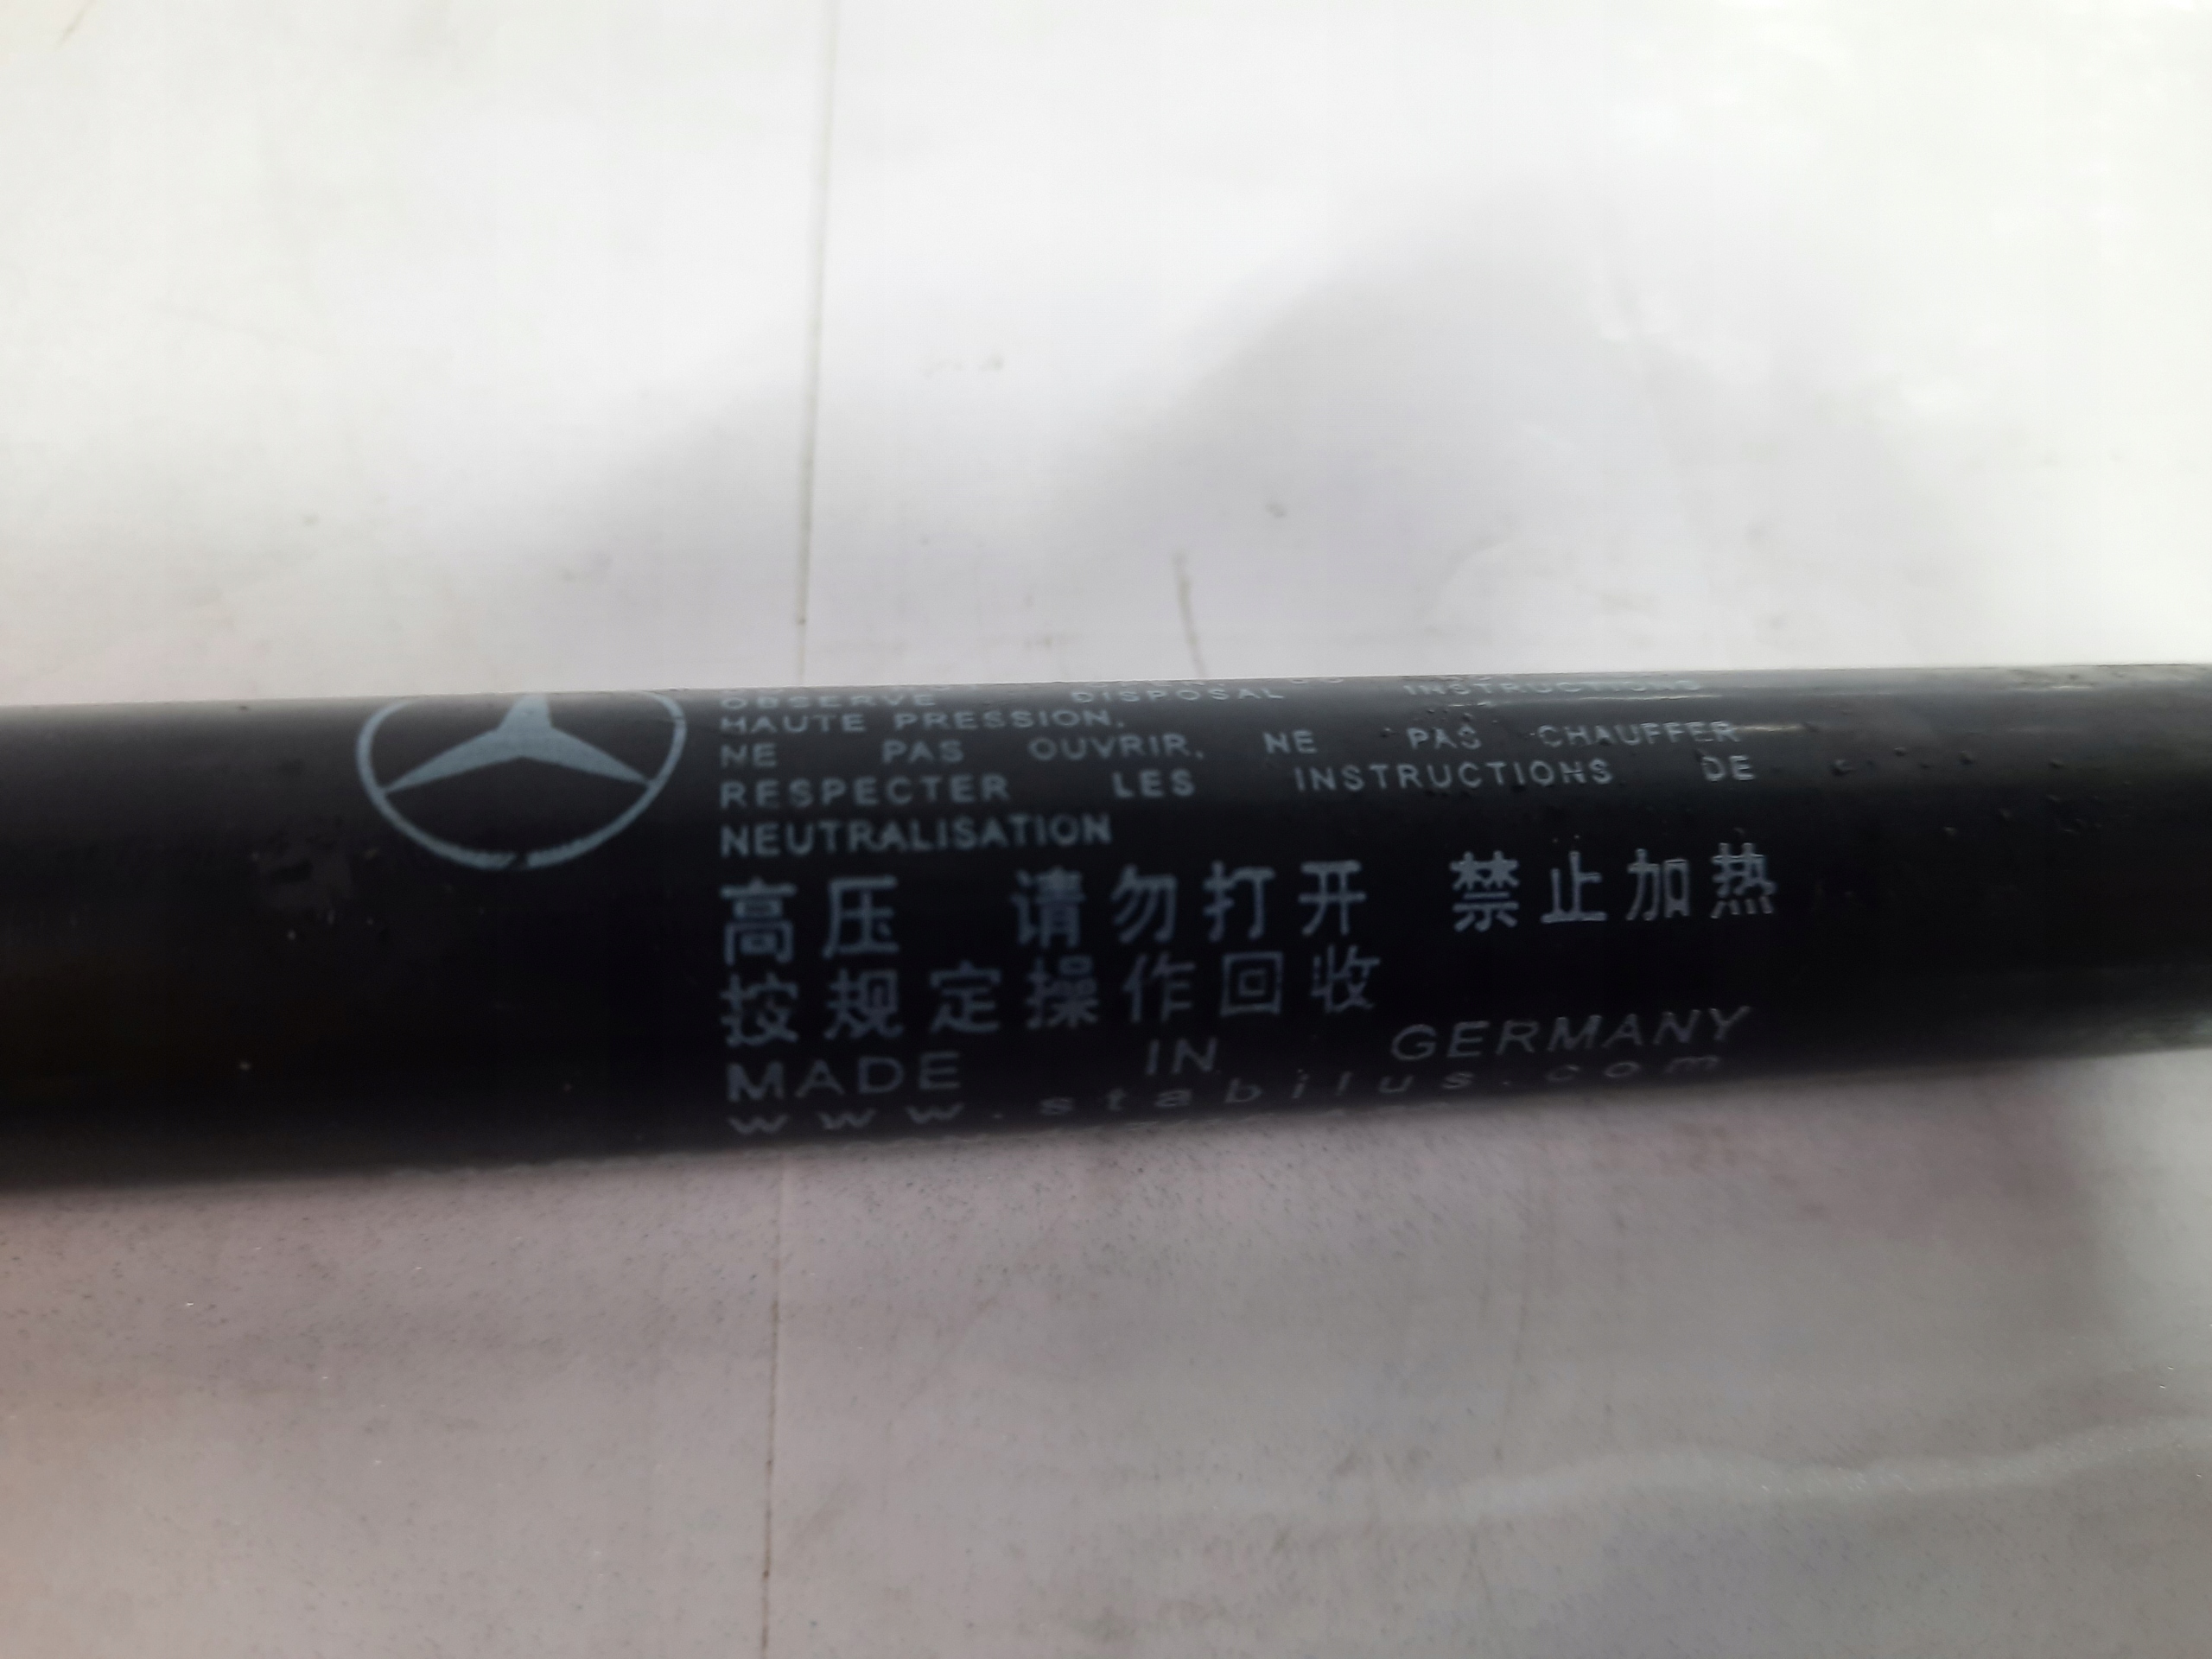 OBSERVE DISPOSAL INSTRUCTIONS
HAUTE PRESSION.
NE PAS OUVRIR. NE PAS CHAUFFER
RESPECTER LES INSTRUCTIONS DE
NEUTRALISATION
高压 请勿打开 禁止加热
按规定操作回收
MADE IN GERMANY
www.stabilus.com